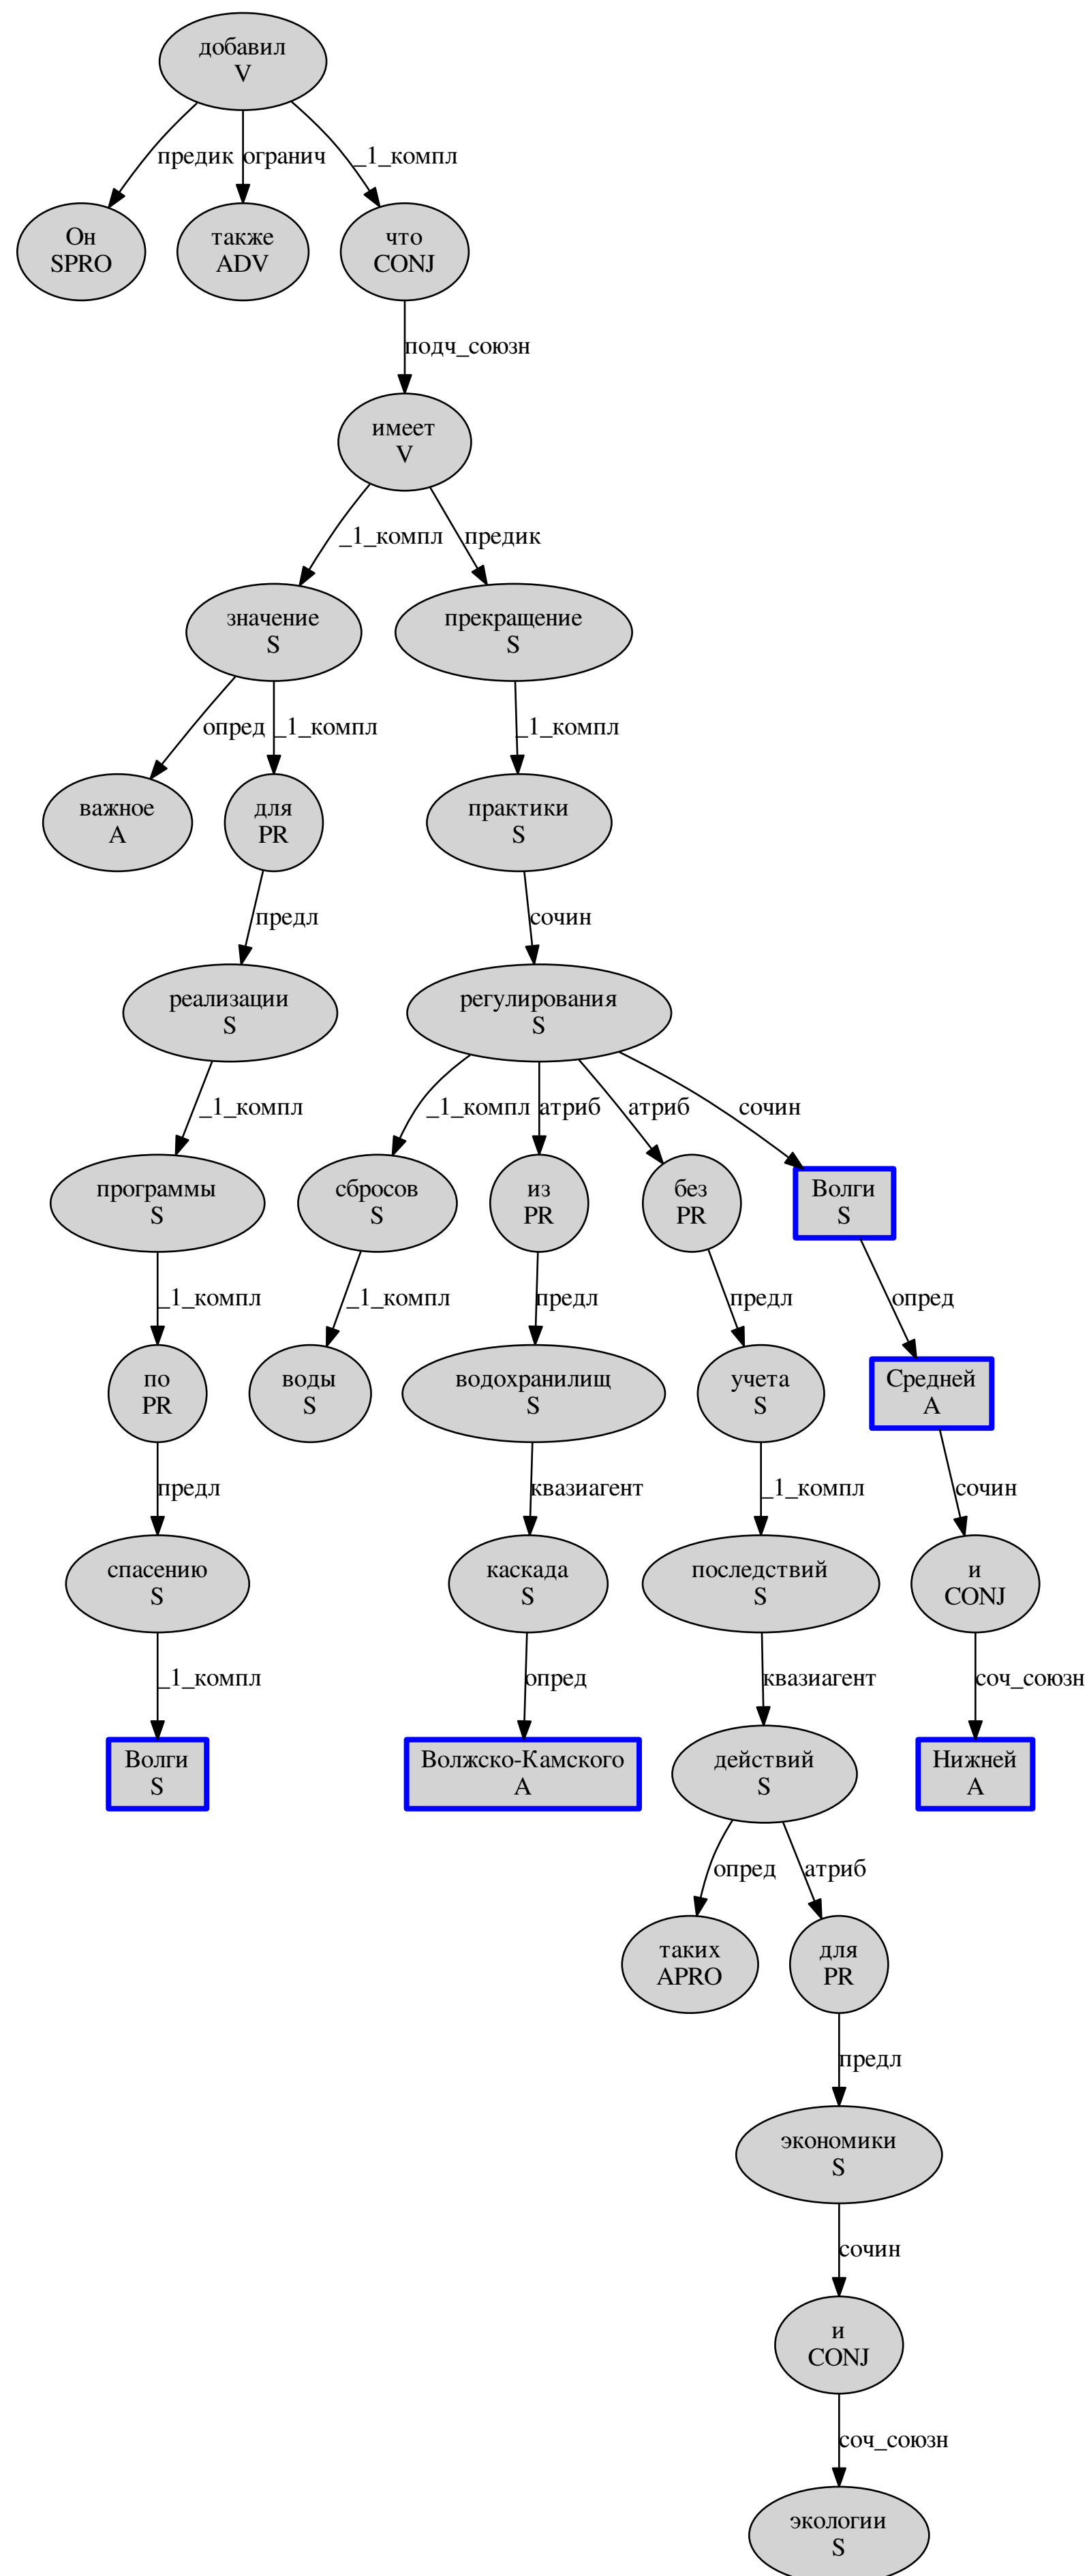 добавил
V
предик огранич _1_компл
Он
SPRO
также
ADV
что
CONJ
подч_союзн
имеет
V
_1_компл предик
значение
S
прекращение
S
опред _1_компл _1_компл
важное
A
для
PR
практики
S
предл сочин
реализации
S
регулирования
S
_1_компл _1_компл атриб атриб сочин
программы
S
сбросов
S
из
PR
без
PR
Волги
S
_1_компл _1_компл предл предл опред
по
PR
воды
S
водохранилищ
S
учета
S
Средней
A
предл квазиагент _1_компл сочин
спасению
S
каскада
S
последствий
S
и
CONJ
_1_компл опред квазиагент соч_союзн
Волги
S
Волжско-Камского
A
действий
S
Нижней
A
опред атриб
таких
APRO
для
PR
предл
экономики
S
сочин
и
CONJ
соч_союзн
экологии
S